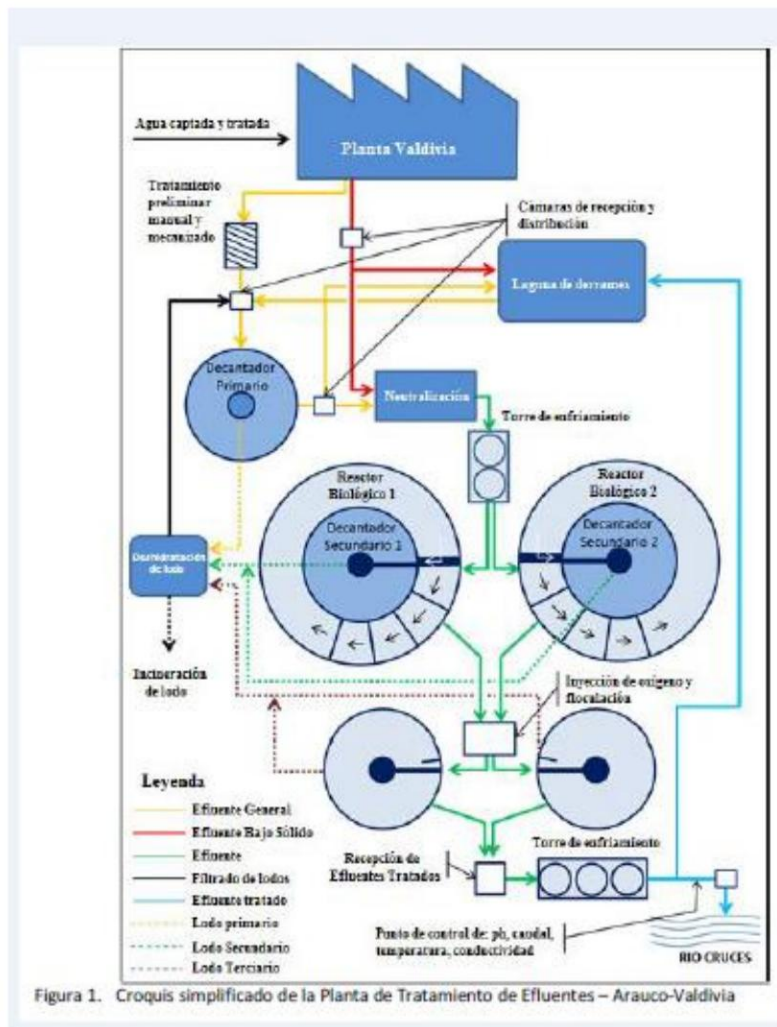 Agua captada y tratada
Planta Valdivia
Tratamiento
preliminar
manual y
mecanizado
Cámaras de recepción y
distribución
Laguna de derrames
Decantador
Primario
Neutralización
Torre de enfriamiento
Reactor
Biológico 1
Reactor
Biológico 2
Decantador
Secundario 1
Decantador
Secundario 2
Deshidratación
de lodo
Incineración
de lodo
Inyección de oxígeno y
floculación
Leyenda
Efluente General
Efluente Bajo Sólido
Efluente
Filtrado de lodos
Efluente tratado
Lodo primario
Lodo Secundario
Lodo Terciario
Recepción de
Efluentes Tratados
Torre de enfriamiento
Punto de control de: ph, caudal,
temperatura, conductividad
RIO CRUCES
Figura 1. Croquis simplificado de la Planta de Tratamiento de Efluentes – Arauco-Valdivia